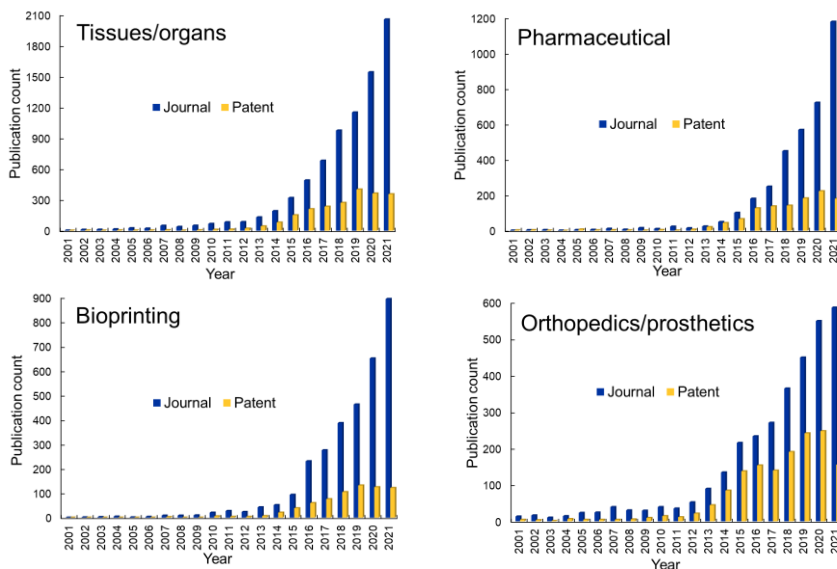 Tissues/organs
Publication count
2100
1800
1500
1200
900
600
300
0
Journal Patent
2001 2002 2003 2004 2005 2006 2007 2008 2009 2010 2011 2012 2013 2014 2015 2016 2017 2018 2019 2020 2021
Year
Pharmaceutical
Publication count
1200
1000
800
600
400
200
0
Journal Patent
2001 2002 2003 2004 2005 2006 2007 2008 2009 2010 2011 2012 2013 2014 2015 2016 2017 2018 2019 2020 2021
Year
Bioprinting
Publication count
900
800
700
600
500
400
300
200
100
0
Journal Patent
2001 2002 2003 2004 2005 2006 2007 2008 2009 2010 2011 2012 2013 2014 2015 2016 2017 2018 2019 2020 2021
Year
Orthopedics/prosthetics
Publication count
600
500
400
300
200
100
0
Journal Patent
2001 2002 2003 2004 2005 2006 2007 2008 2009 2010 2011 2012 2013 2014 2015 2016 2017 2018 2019 2020 2021
Year